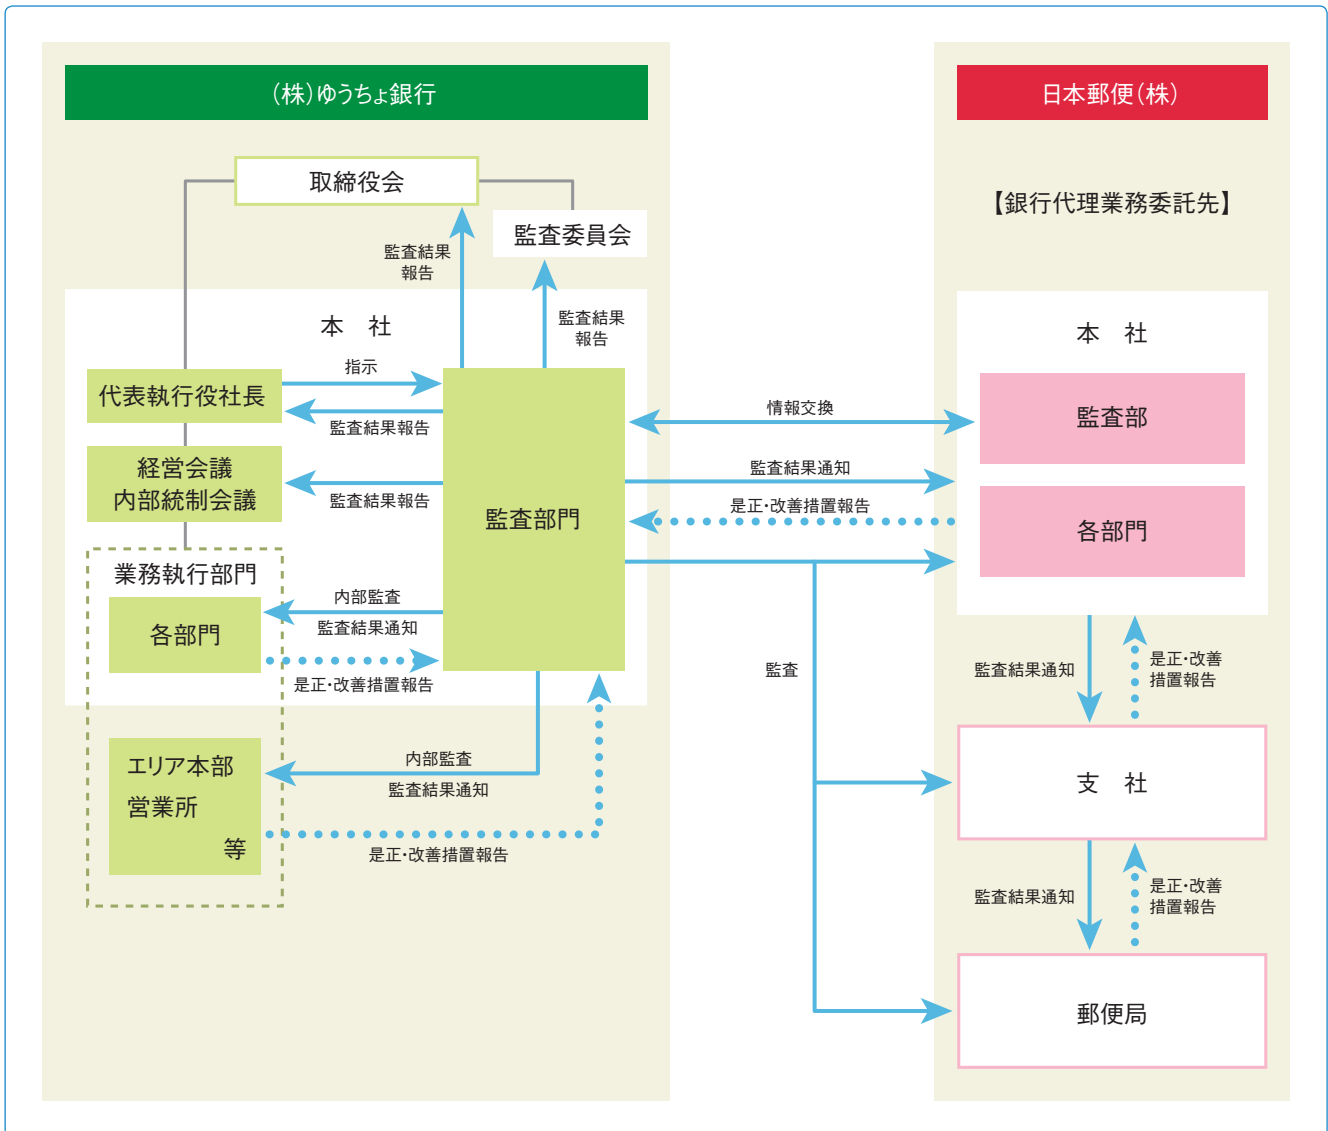 (株)ゆうちょ銀行
取締役会
監査委員会
監査結果
報告
監査結果
報告
本　社
指示
代表執行役社長
監査結果報告
経営会議
内部統制会議
監査結果報告
監査部門
業務執行部門
各部門
内部監査
監査結果通知
是正・改善措置報告
エリア本部
営業所
等
内部監査
監査結果通知
是正・改善措置報告
情報交換
監査結果通知
是正・改善措置報告
監査
日本郵便(株)
【銀行代理業務委託先】
本　社
監査部
各部門
監査結果通知
是正・改善
措置報告
支　社
監査結果通知
是正・改善
措置報告
郵便局